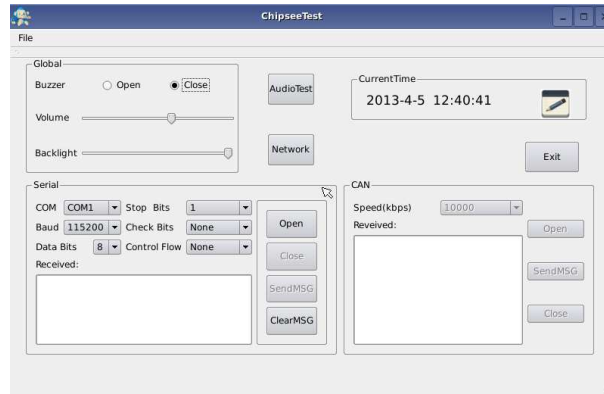 ChipseeTest
File
Global
Buzzer Open Close
Volume
Backlight
AudioTest
Network
CurrentTime
2013-4-5 12:40:41
Exit
Serial
COM COM1 Stop Bits 1
Baud 115200 Check Bits None
Data Bits 8 Control Flow None
Received:
Open
Close
SendMSG
ClearMSG
CAN
Speed(kbps) 10000
Reveived:
Open
SendMSG
Close